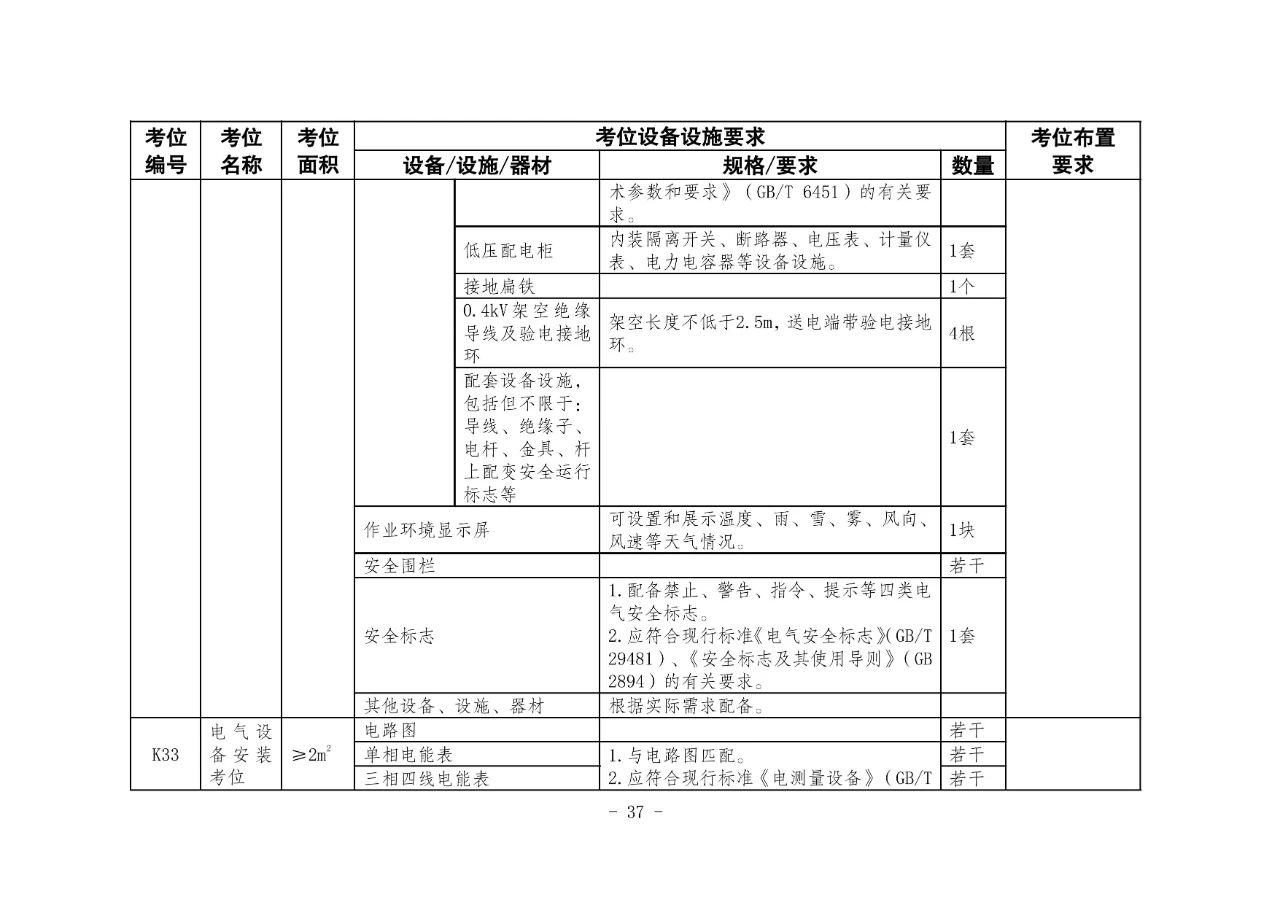 考位编号
考位名称
考位面积
考位设备设施要求
考位布置要求
设备/设施/器材
规格/要求
数量
术参数和要求》（GB/T 6451）的有关要
求。
低压配电柜
内装隔离开关、断路器、电压表、计量仪
表、电力电容器等设备设施。
1套
接地扁铁
1个
0.4kV架空绝缘
导线及验电接地
环
架空长度不低于2.5m，送电端带验电接地
环。
4根
配套设备设施，
包括但不限于：
导线、绝缘子、
电杆、金具、杆
上配变安全运行
标志等
1套
作业环境显示屏
可设置和展示温度、雨、雪、雾、风向、
风速等天气情况。
1块
安全围栏
若干
安全标志
1.配备禁止、警告、指令、提示等四类电
气安全标志。
2.应符合现行标准《电气安全标志》（GB/T
29481）、《安全标志及其使用导则》（GB
2894）的有关要求。
1套
其他设备、设施、器材
根据实际需求配备。
K33
电气设
备安装
考位
≥2m²
电路图
若干
单相电能表
1.与电路图匹配。
若干
三相四线电能表
2.应符合现行标准《电测量设备》（GB/T
若干
- 37 -